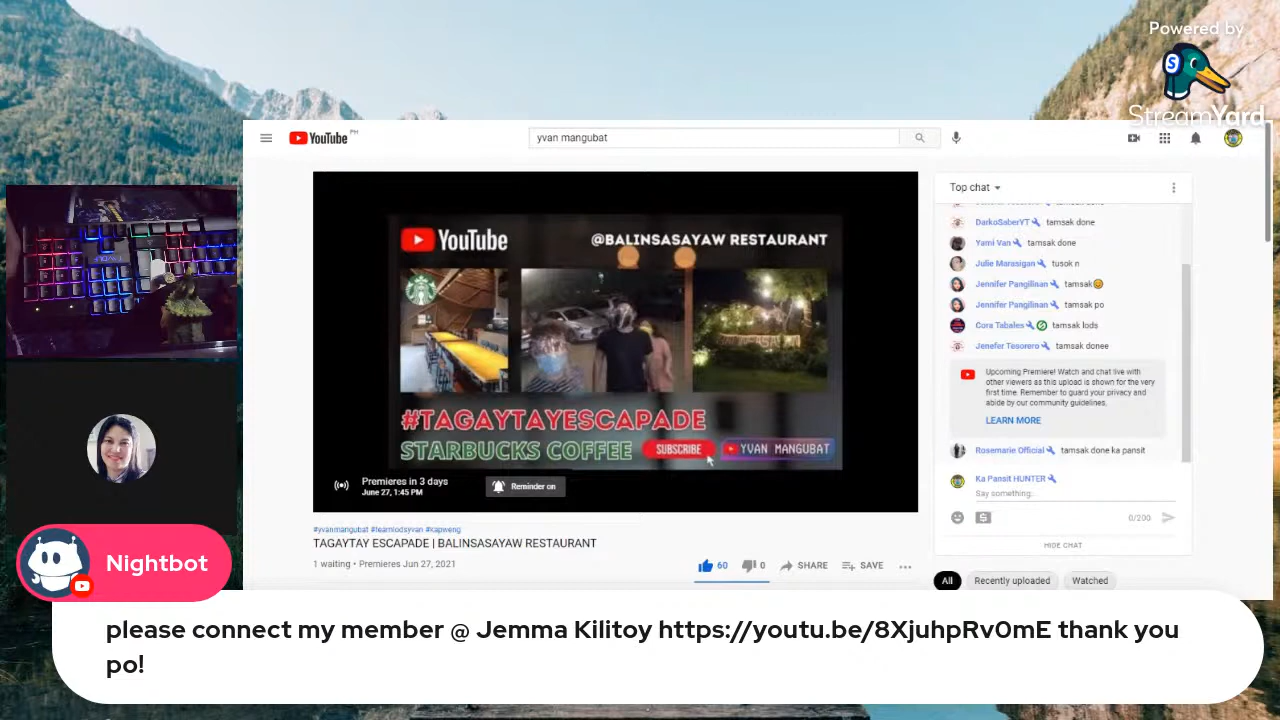 Powered by
StreamYard
YouTube PH
yvan mangubat
YouTube
@BALINSASAYAW RESTAURANT
#TAGAYTAYESCAPADE
STARBUCKS COFFEE
SUBSCRIBE
YVAN MANGUBAT
Premieres in 3 days
June 27, 1:45 PM
Reminder on
#yvanmangubat #teamlodsyvan #kapweng
TAGAYTAY ESCAPADE | BALINSASAYAW RESTAURANT
1 waiting • Premieres Jun 27, 2021
60
0
SHARE
SAVE
Top chat
DarkoSaberYT tamsak done
Yami Van tamsak done
Julie Marasigan tusok n
Jennifer Pangilinan tamsak
Jennifer Pangilinan tamsak po
Cora Tabales tamsak lods
Jenefer Tesorero tamsak donee
Upcoming Premiere! Watch and chat live with
other viewers as this upload is shown for the very
first time. Remember to guard your privacy and
abide by our community guidelines.
LEARN MORE
Rosemarie Official tamsak done ka pansit
Ka Pansit HUNTER
Say something...
0/200
HIDE CHAT
All
Recently uploaded
Watched
Nightbot
please connect my member @ Jemma Kilitoy https://youtu.be/8XjuhpRv0mE thank you
po!